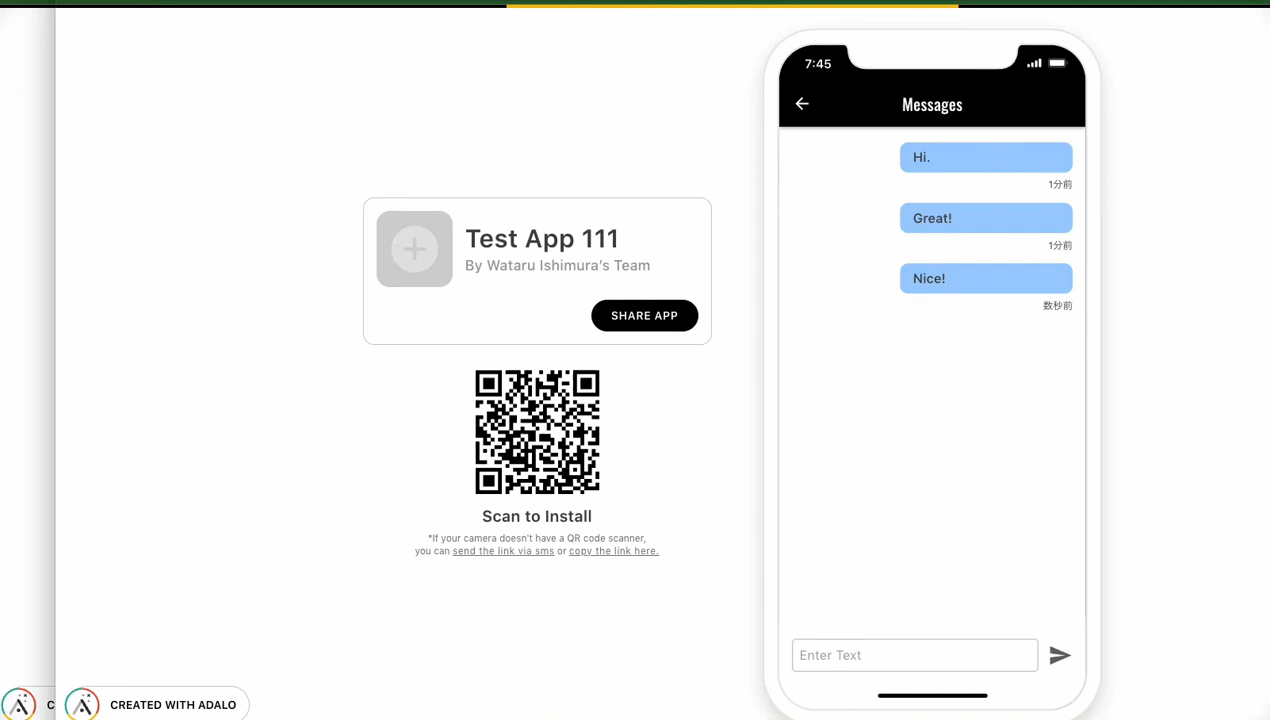 Test App 111
By Wataru Ishimura's Team
SHARE APP
Scan to Install
*If your camera doesn't have a QR code scanner,
you can send the link via sms or copy the link here.
C
CREATED WITH ADALO
7:45
Messages
Hi.
1分前
Great!
1分前
Nice!
数秒前
Enter Text